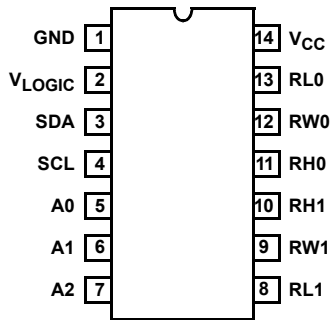 GND 1 14 VCC
VLOGIC 2 13 RL0
SDA 3 12 RW0
SCL 4 11 RH0
A0 5 10 RH1
A1 6 9 RW1
A2 7 8 RL1